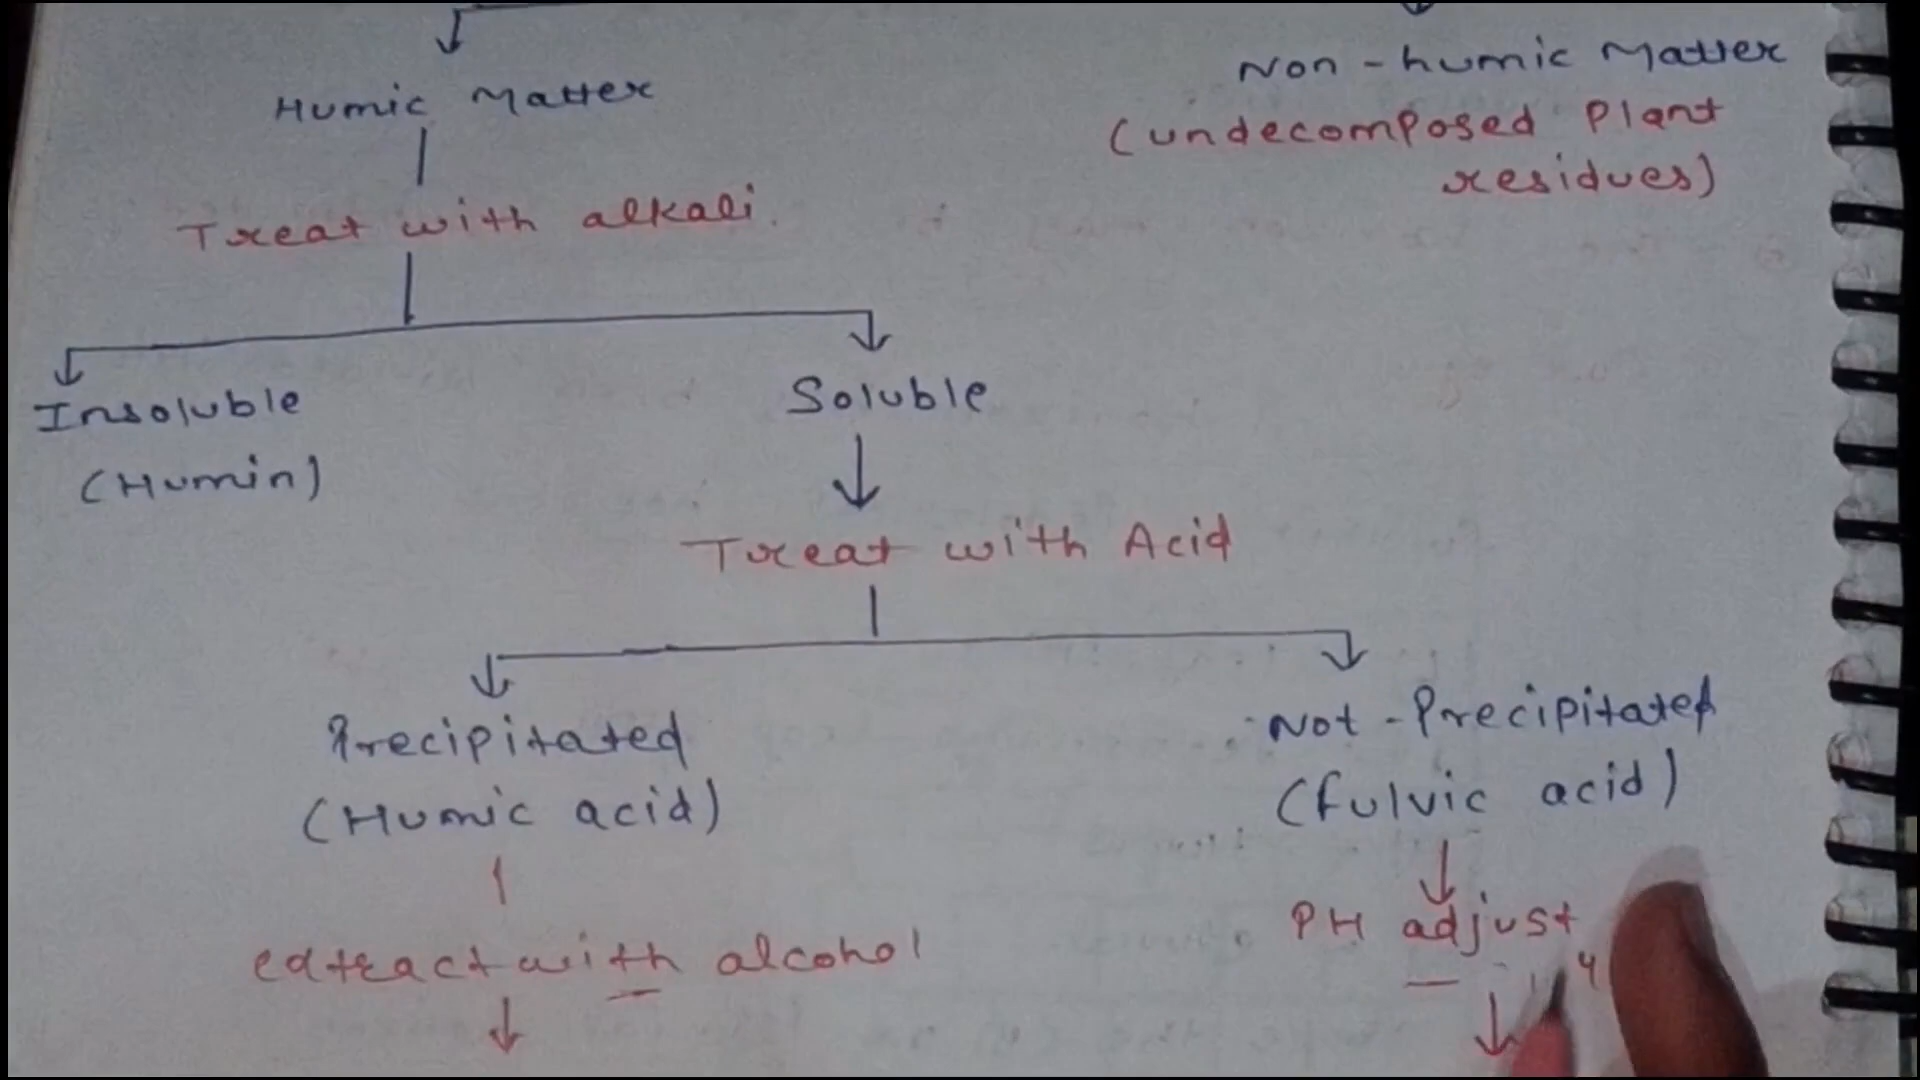 Humic Matter
Non-humic Matter
(undecomposed Plant
residues)
Treat with alkali
Insoluble
(Humin)
Soluble
Treat with Acid
Precipitated
(Humic acid)
Not-Precipitated
(fulvic acid)
extract with alcohol
PH adjust